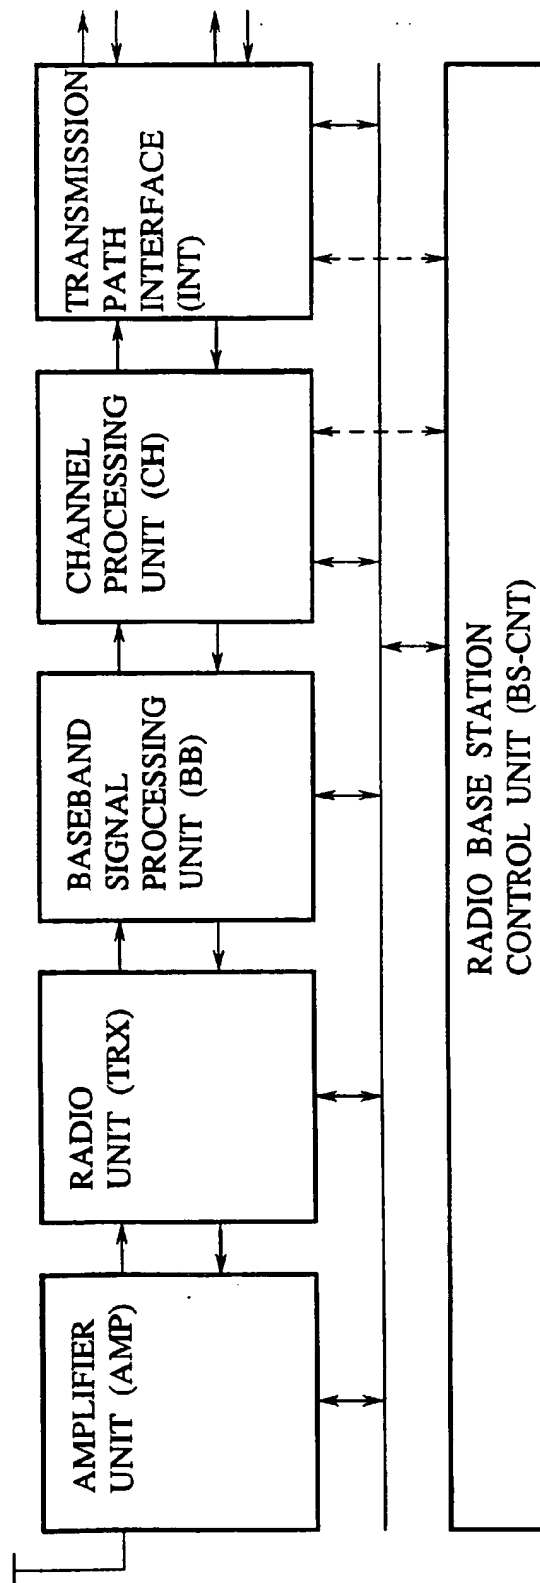 AMPLIFIER
UNIT (AMP)
RADIO
UNIT (TRX)
BASEBAND
SIGNAL
PROCESSING
UNIT (BB)
CHANNEL
PROCESSING
UNIT (CH)
TRANSMISSION
PATH
INTERFACE
(INT)
RADIO BASE STATION
CONTROL UNIT (BS-CNT)